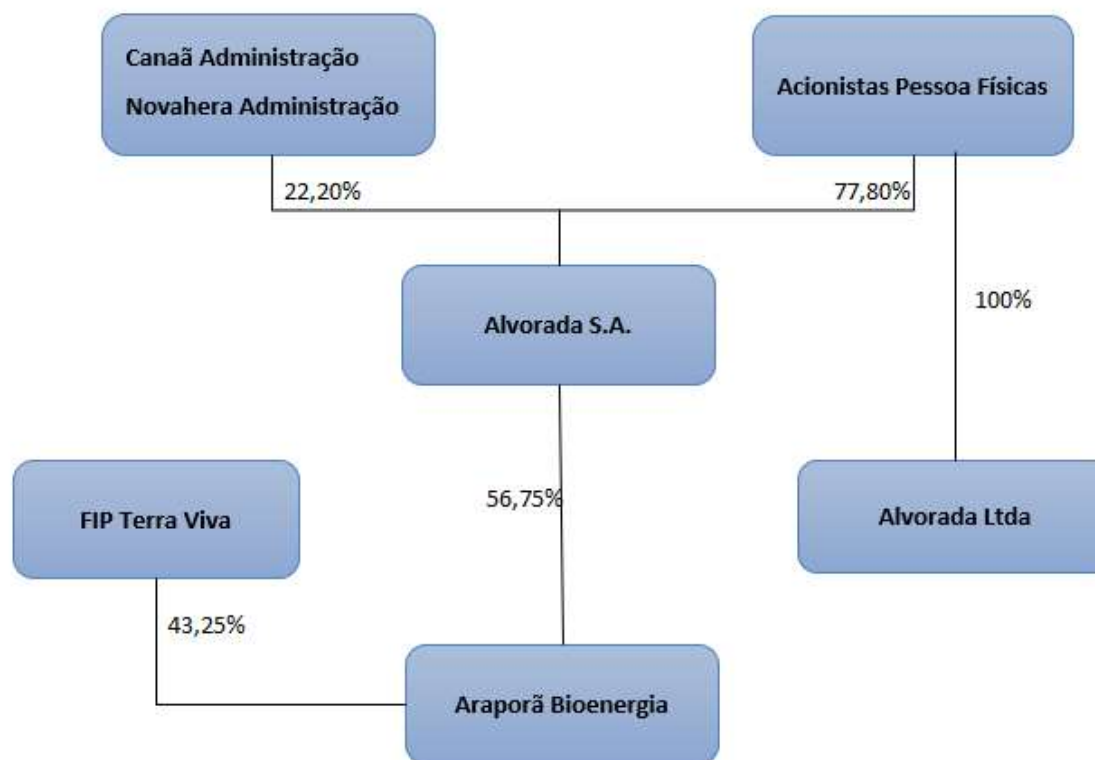 Canaã Administração
Novahera Administração
Acionistas Pessoa Físicas
22,20%
77,80%
Alvorada S.A.
100%
FIP Terra Viva
56,75%
Alvorada Ltda
43,25%
Araporã Bioenergia